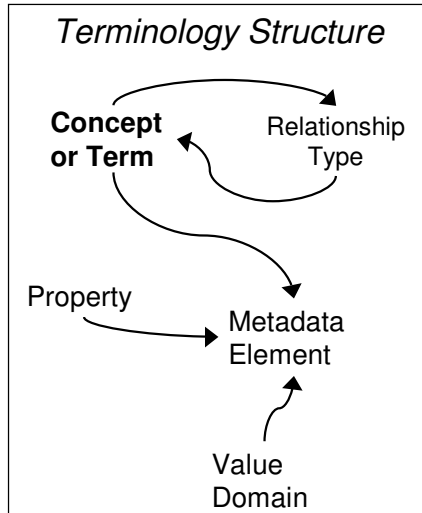 Terminology Structure
Concept
or Term
Relationship
Type
Property
Metadata
Element
Value
Domain